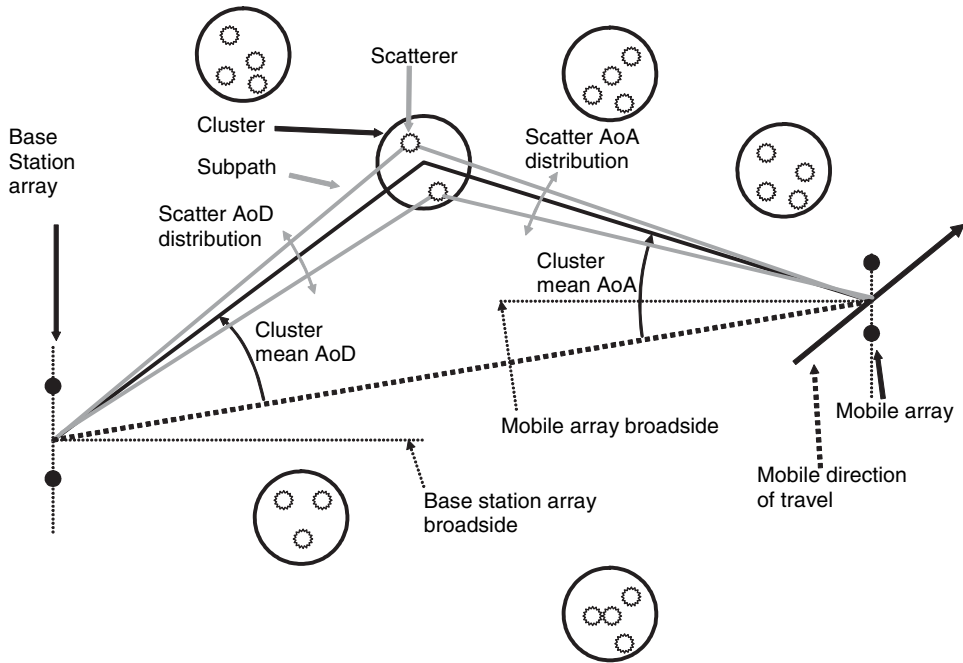 Scatterer
Base
Station
array
Cluster
Subpath
Scatter AoA
distribution
Scatter AoD
distribution
Cluster
mean AoA
Cluster
mean AoD
Mobile array broadside
Mobile array
Mobile direction
of travel
Base station array
broadside